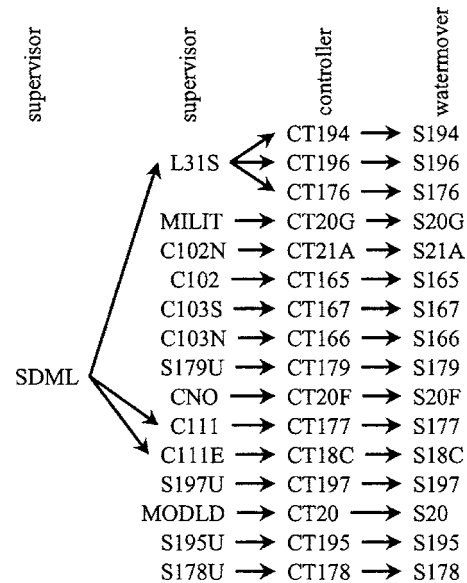 supervisor supervisor controller watermover
CT194 S194
L31S CT196 S196
CT176 S176
MILIT CT20G S20G
C102N CT21A S21A
C102 CT165 S165
C103S CT167 S167
C103N CT166 S166
S179U CT179 S179
SDML
CNO CT20F S20F
C111 CT177 S177
C111E CT18C S18C
S197U CT197 S197
MODLD CT20 S20
S195U CT195 S195
S178U CT178 S178